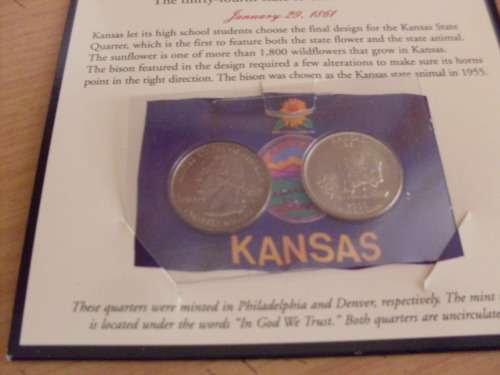 The thirty-fourth state
January 29, 1861
Kansas let its high school students choose the final design for the Kansas State
Quarter, which is the first to feature both the state flower and the state animal.
The sunflower is one of more than 1,800 wildflowers that grow in Kansas.
The bison featured in the design required a few alterations to make sure its horns
point in the right direction. The bison was chosen as the Kansas state animal in 1955.
KANSAS
These quarters were minted in Philadelphia and Denver, respectively. The mint
is located under the words "In God We Trust." Both quarters are uncirculate